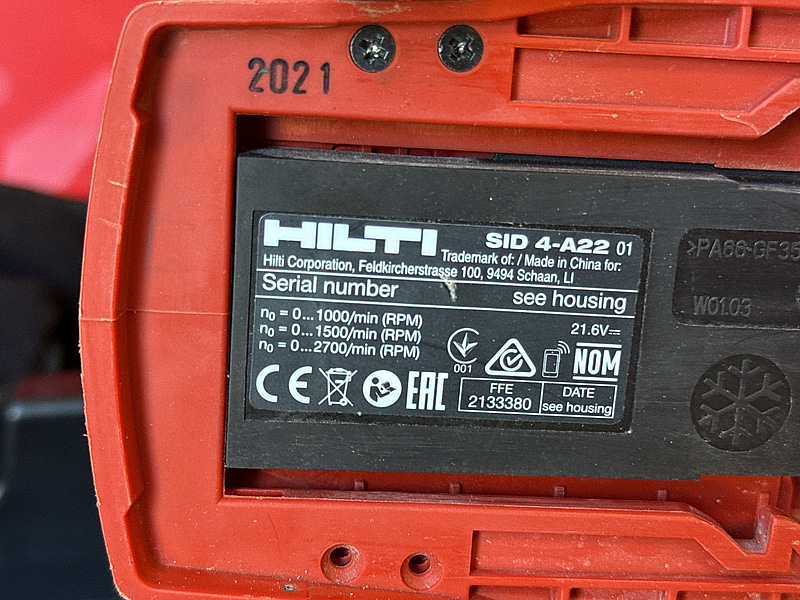 2021
HILTI SID 4-A22 01
Trademark of: / Made in China for:
Hilti Corporation, Feldkircherstrasse 100, 9494 Schaan, LI
Serial number see housing
n0 = 0...1000/min (RPM)
n0 = 0...1500/min (RPM)
n0 = 0...2700/min (RPM)
21.6V⎓
001
NOM
CE EAC
FFE
2133380
DATE
see housing
>PA66-GF35
W01.03